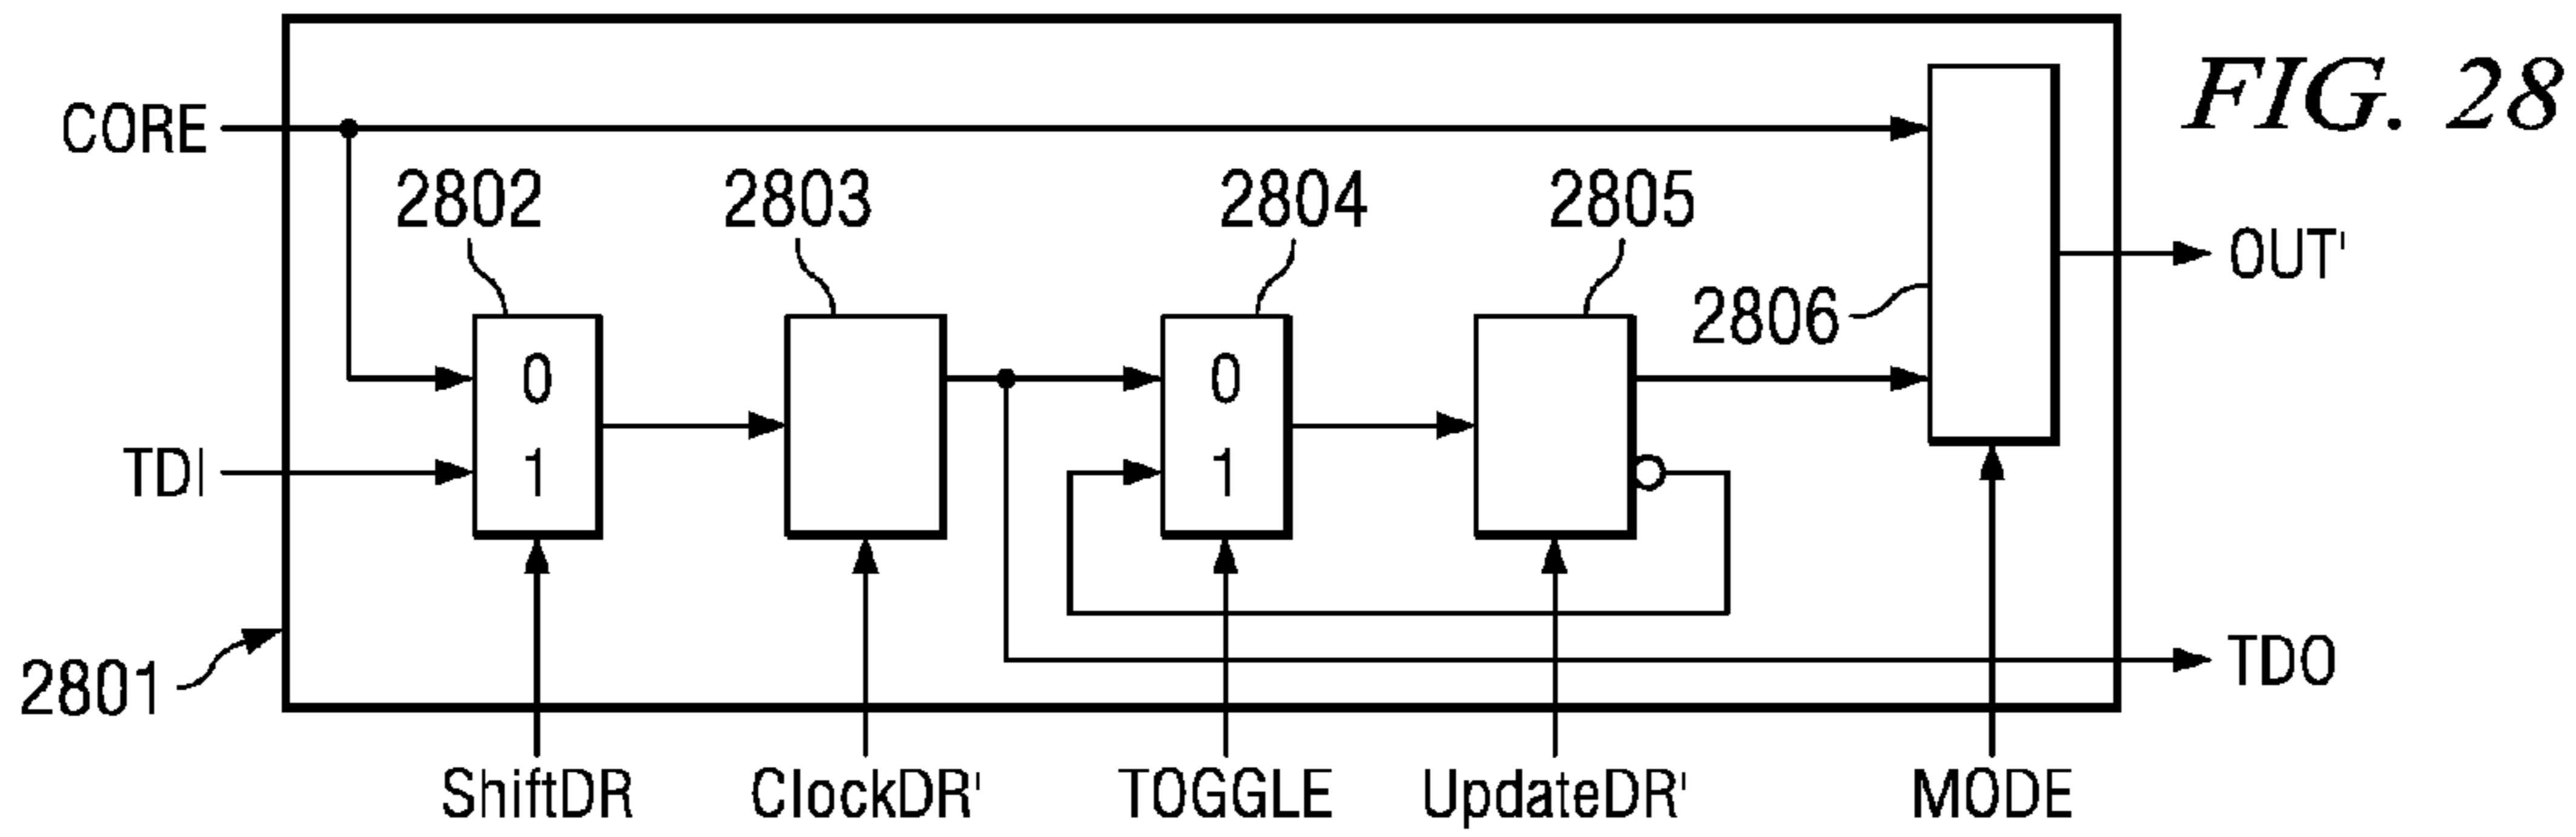 FIG. 28
CORE
2802
2803
2804
2805
OUT'
2806
0
0
TDI
1
1
2801
TDO
ShiftDR
ClockDR'
TOGGLE
UpdateDR'
MODE